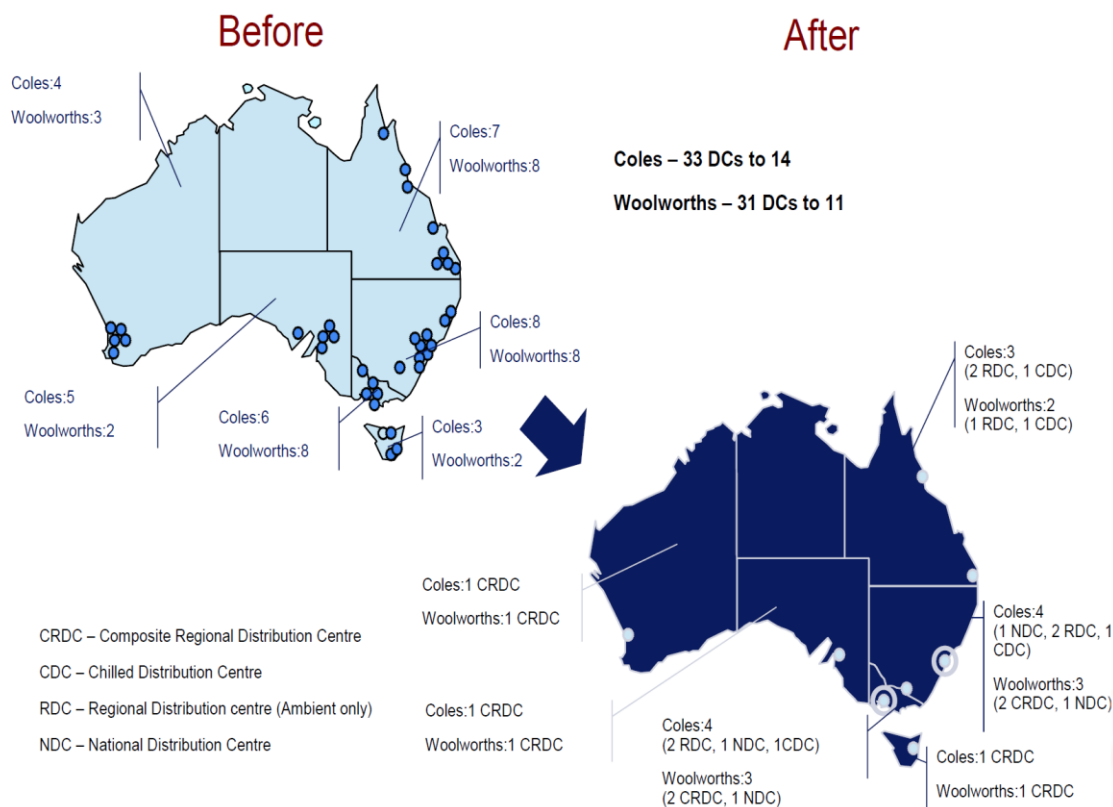 Before
Coles:4
Woolworths:3
Coles:7
Woolworths:8
Coles:8
Woolworths:8
Coles:5
Woolworths:2
Coles:6
Woolworths:8
Coles:3
Woolworths:2
After
Coles – 33 DCs to 14
Woolworths – 31 DCs to 11
Coles:3
(2 RDC, 1 CDC)
Woolworths:2
(1 RDC, 1 CDC)
Coles:1 CRDC
Woolworths:1 CRDC
Coles:4
(1 NDC, 2 RDC, 1
CDC)
Woolworths:3
(2 CRDC, 1 NDC)
Coles:1 CRDC
Woolworths:1 CRDC
Coles:4
(2 RDC, 1 NDC, 1CDC)
Woolworths:3
(2 CRDC, 1 NDC)
Coles:1 CRDC
Woolworths:1 CRDC
CRDC – Composite Regional Distribution Centre
CDC – Chilled Distribution Centre
RDC – Regional Distribution centre (Ambient only)
NDC – National Distribution Centre